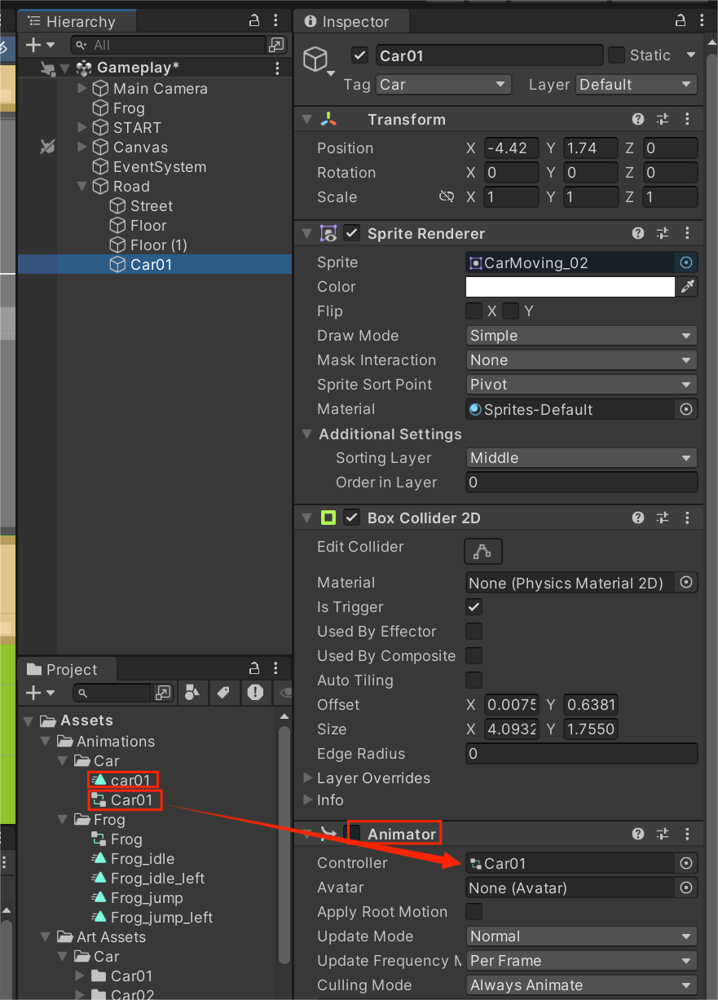 Hierarchy
All
Gameplay*
Main Camera
Frog
START
Canvas
EventSystem
Road
Street
Floor
Floor (1)
Car01
Project
Assets
Animations
Car
car01
Car01
Frog
Frog
Frog_idle
Frog_idle_left
Frog_jump
Frog_jump_left
Art Assets
Car
Car01
Car02
Inspector
Car01 Static
Tag Car Layer Default
Transform
Position X -4.42 Y 1.74 Z 0
Rotation X 0 Y 0 Z 0
Scale X 1 Y 1 Z 1
Sprite Renderer
Sprite CarMoving_02
Color
Flip X Y
Draw Mode Simple
Mask Interaction None
Sprite Sort Point Pivot
Material Sprites-Default
Additional Settings
Sorting Layer Middle
Order in Layer 0
Box Collider 2D
Edit Collider
Material None (Physics Material 2D)
Is Trigger
Used By Effector
Used By Composite
Auto Tiling
Offset X 0.0075 Y 0.6381
Size X 4.0932 Y 1.7550
Edge Radius 0
Layer Overrides
Info
Animator
Controller Car01
Avatar None (Avatar)
Apply Root Motion
Update Mode Normal
Update Frequency M Per Frame
Culling Mode Always Animate